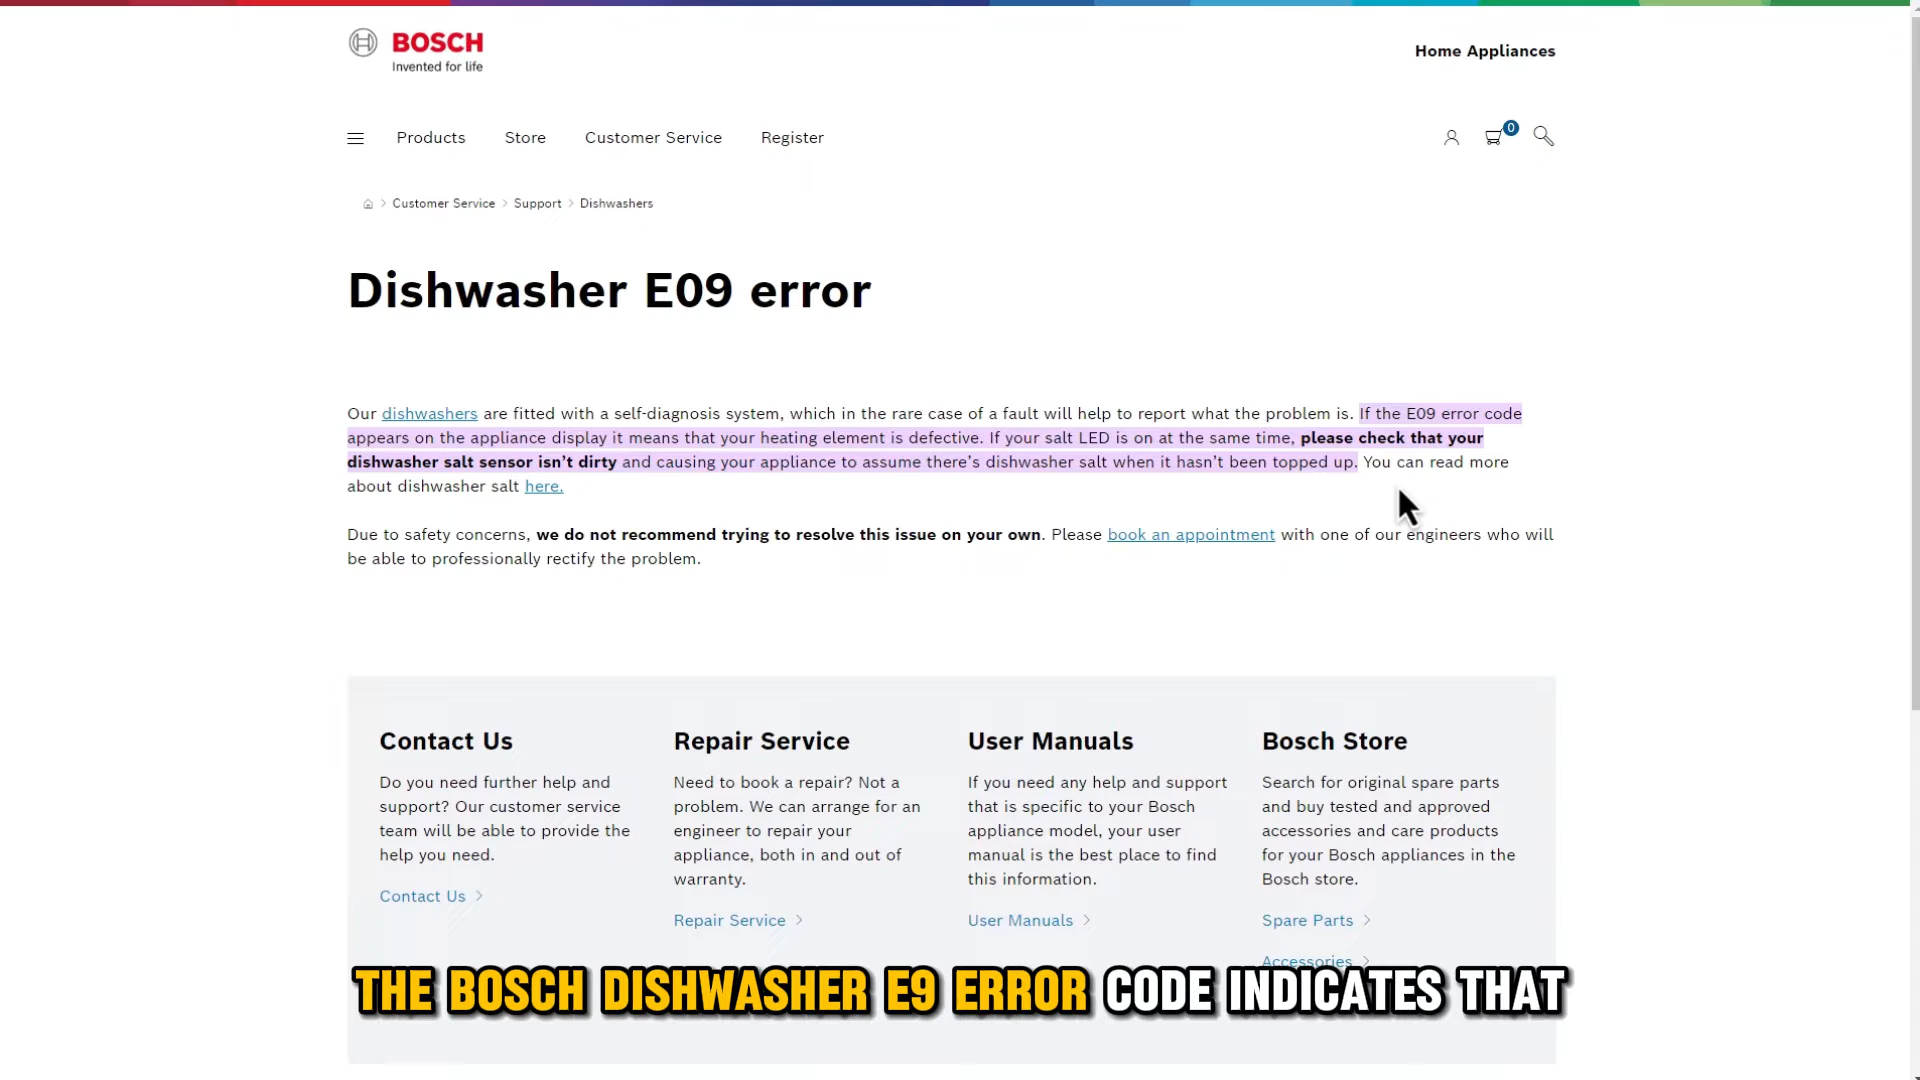 BOSCH
Invented for life
Home Appliances
Products Store Customer Service Register
0
Customer Service > Support > Dishwashers
Dishwasher E09 error
Our dishwashers are fitted with a self-diagnosis system, which in the rare case of a fault will help to report what the problem is. If the E09 error code
appears on the appliance display it means that your heating element is defective. If your salt LED is on at the same time, please check that your
dishwasher salt sensor isn't dirty and causing your appliance to assume there's dishwasher salt when it hasn't been topped up. You can read more
about dishwasher salt here.
Due to safety concerns, we do not recommend trying to resolve this issue on your own. Please book an appointment with one of our engineers who will
be able to professionally rectify the problem.
Contact Us
Do you need further help and
support? Our customer service
team will be able to provide the
help you need.
Contact Us >
Repair Service
Need to book a repair? Not a
problem. We can arrange for an
engineer to repair your
appliance, both in and out of
warranty.
Repair Service >
User Manuals
If you need any help and support
that is specific to your Bosch
appliance model, your user
manual is the best place to find
this information.
User Manuals >
Bosch Store
Search for original spare parts
and buy tested and approved
accessories and care products
for your Bosch appliances in the
Bosch store.
Spare Parts >
Accessories >
THE BOSCH DISHWASHER E9 ERROR CODE INDICATES THAT